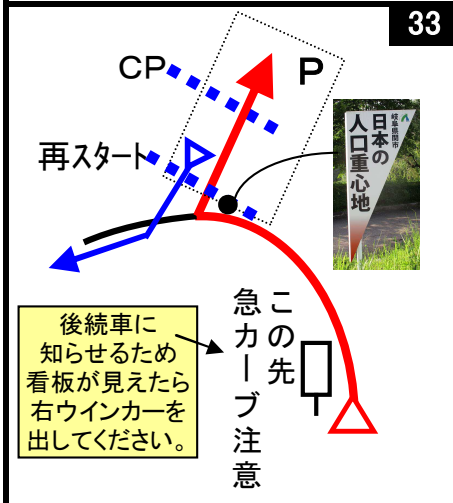 33
CP
P
再スタート
岐阜県関市
日本の
人口重心地
この先
急カーブ注意
後続車に
知らせるため
看板が見えたら
右ウインカーを
出してください。